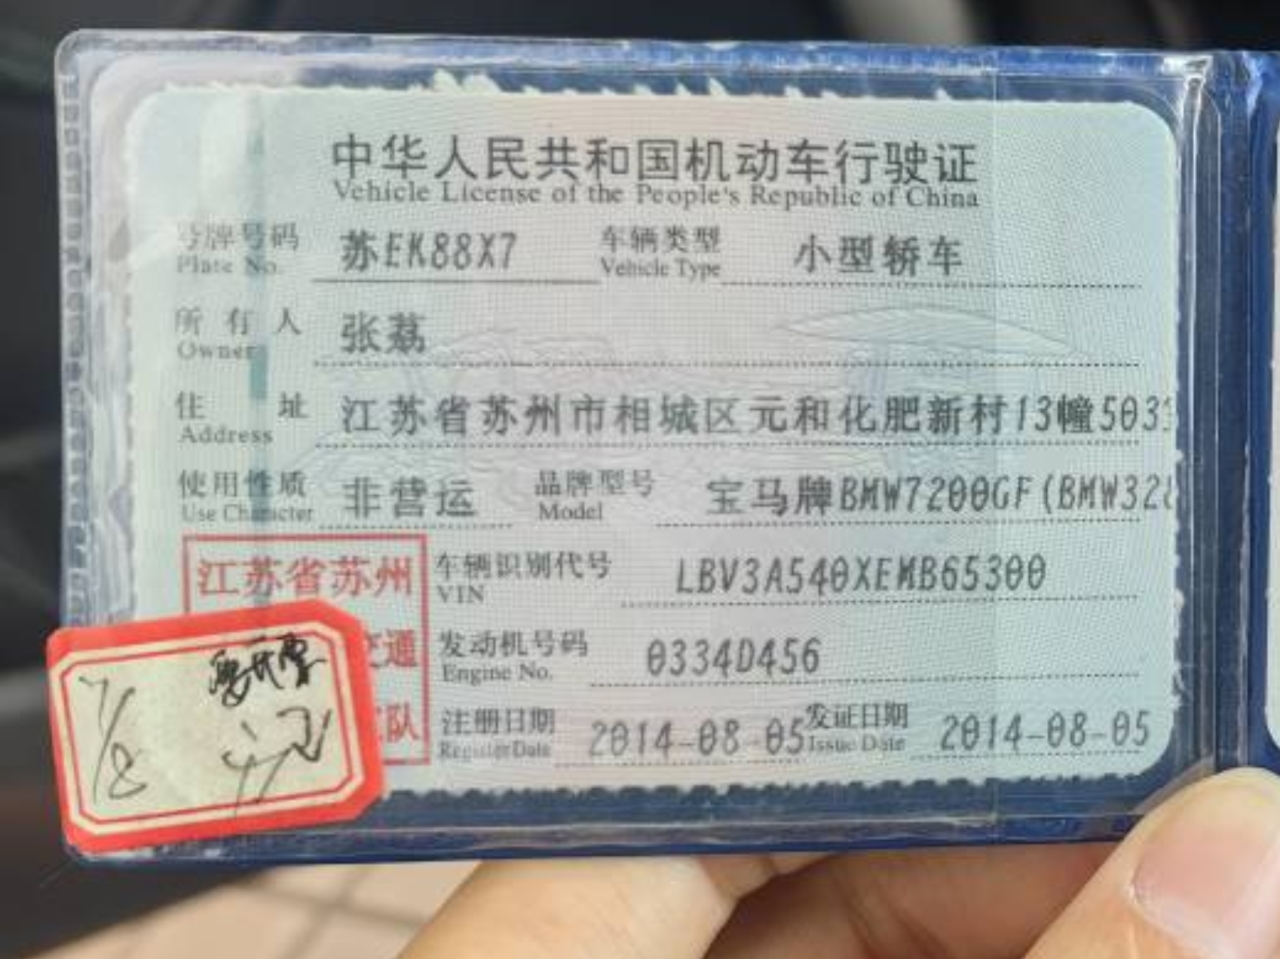 中华人民共和国机动车行驶证
Vehicle License of the People's Republic of China
号牌号码 苏EK88X7 车辆类型 小型轿车
Plate No. Vehicle Type
所有人 张荔
Owner
住址 江苏省苏州市相城区元和化肥新村13幢503
Address
使用性质 非营运 品牌型号 宝马牌BMW7200GF(BMW328
Use Character Model
江苏省苏州 车辆识别代号 LBV3A540XEMB65300
VIN
交通 发动机号码 0334D456
Engine No.
队 注册日期 2014-08-05 发证日期 2014-08-05
Register Date Issue Date
7/8